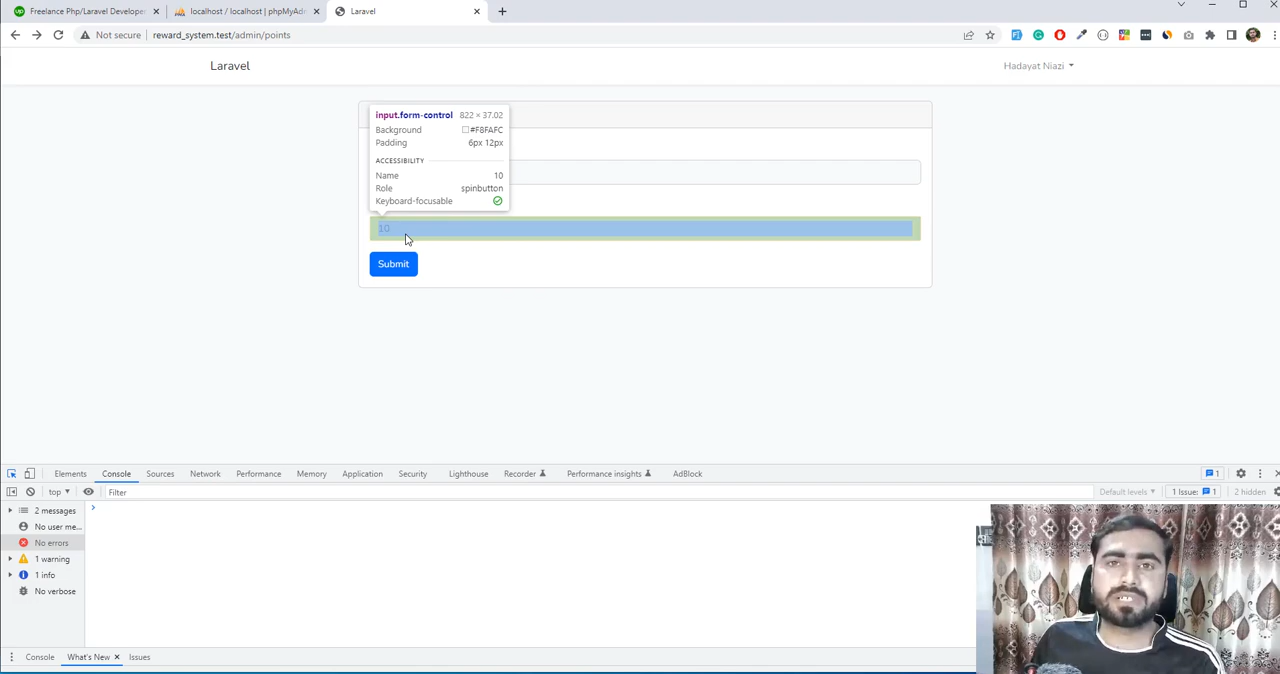 Freelance Php/Laravel Developer
localhost / localhost | phpMyAd
Laravel
Not secure
reward_system.test/admin/points
Laravel
Hadayat Niazi
input.form-control 822 × 37.02
Background #F8FAFC
Padding 6px 12px
ACCESSIBILITY
Name 10
Role spinbutton
Keyboard-focusable
10
Submit
Elements Console Sources Network Performance Memory Application Security Lighthouse Recorder Performance insights AdBlock 1
top Filter Default levels 1 Issue: 1 2 hidden
2 messages
No user me...
No errors
1 warning
1 info
No verbose
Console What's New Issues